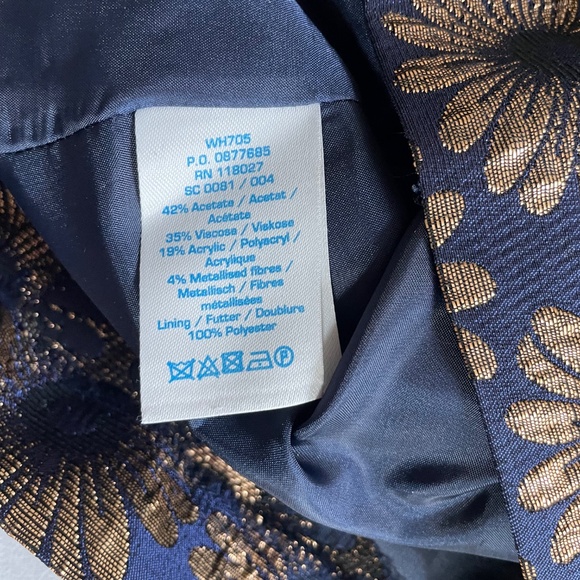 WH705
P.O. 0877685
RN 118027
SC 0081 / 004
42% Acetate / Acetat /
Acétate
35% Viscose / Viskose
19% Acrylic / Polyacryl /
Acrylique
4% Metallised fibres /
Metallisch / Fibres
métallisées
Lining / Futter / Doublure
100% Polyester
P